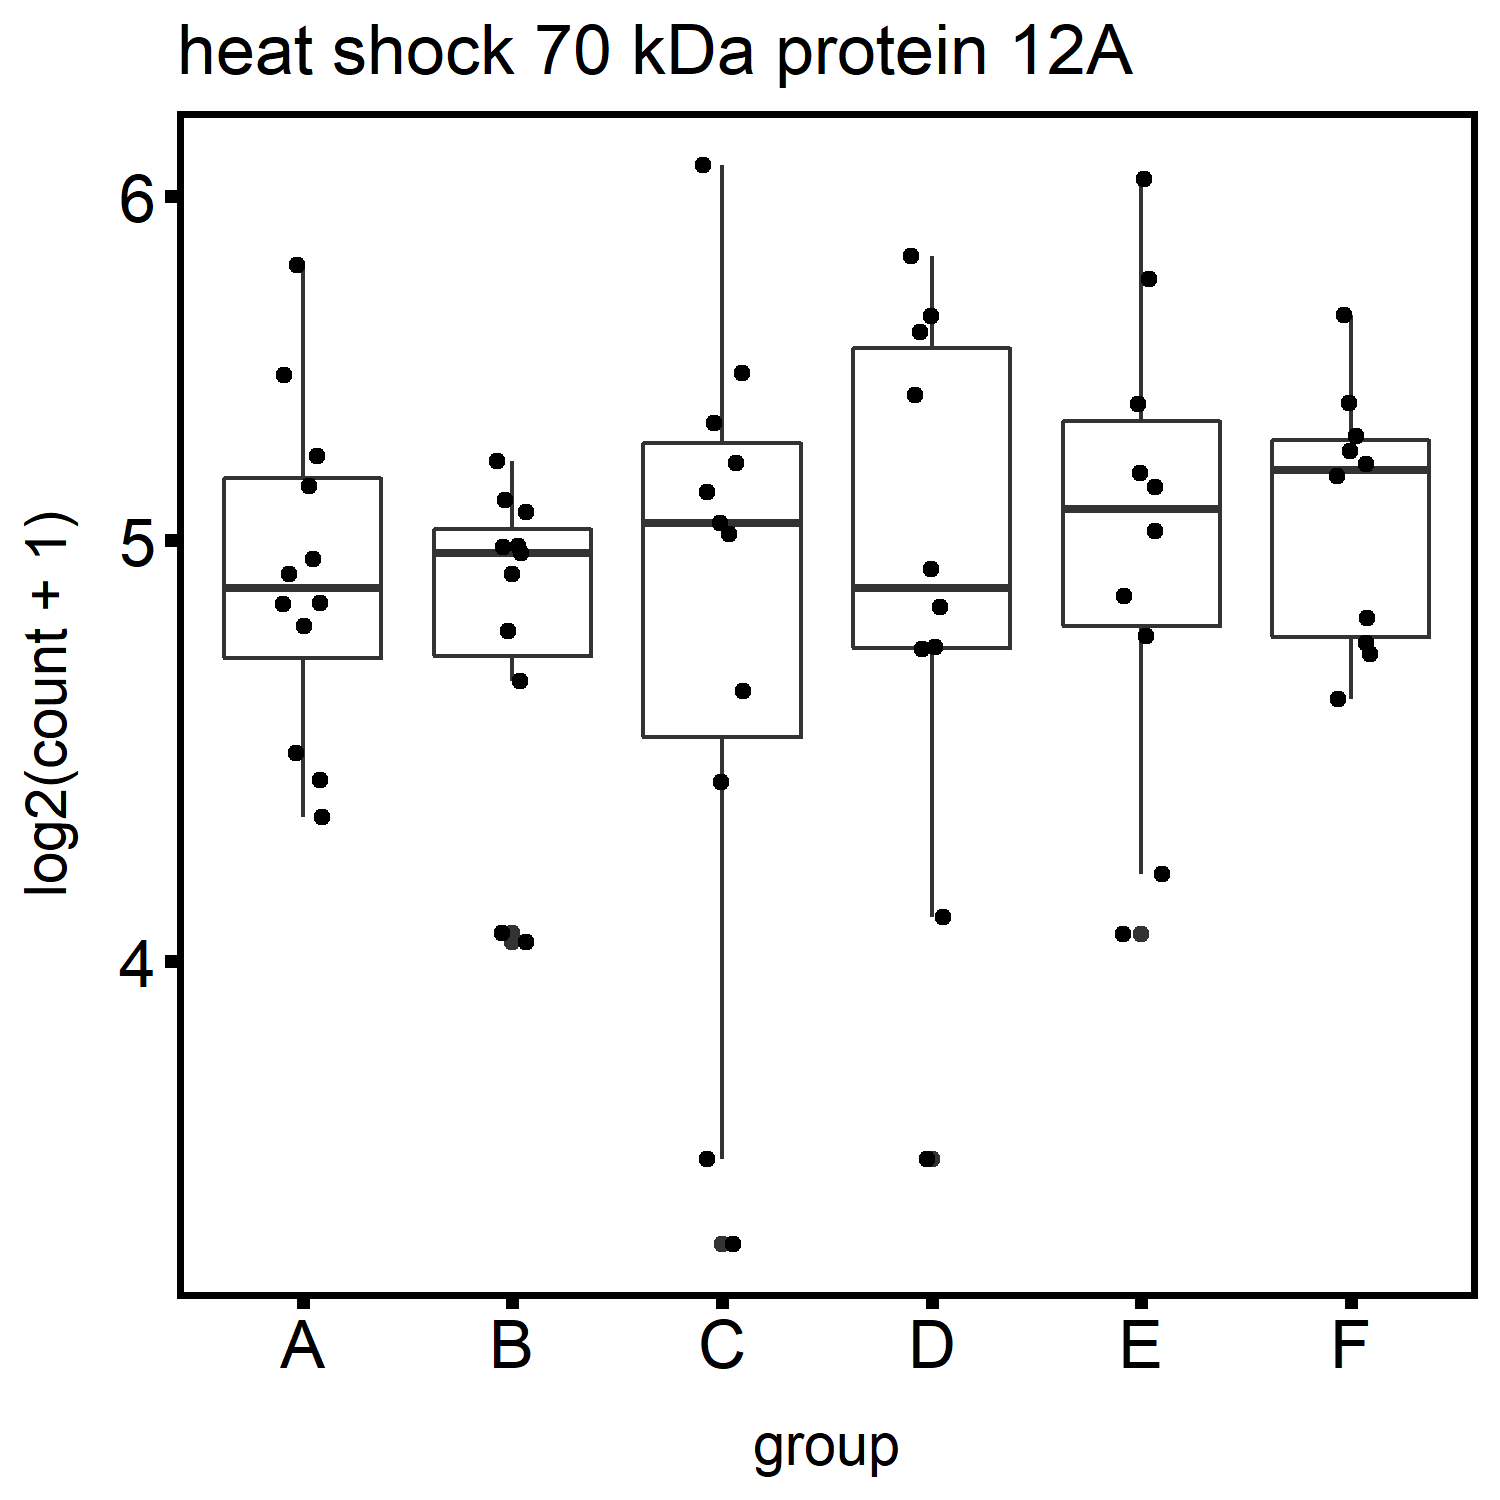 heat shock 70 kDa protein 12A
log2(count + 1)
6
5
4
A B C D E F
group